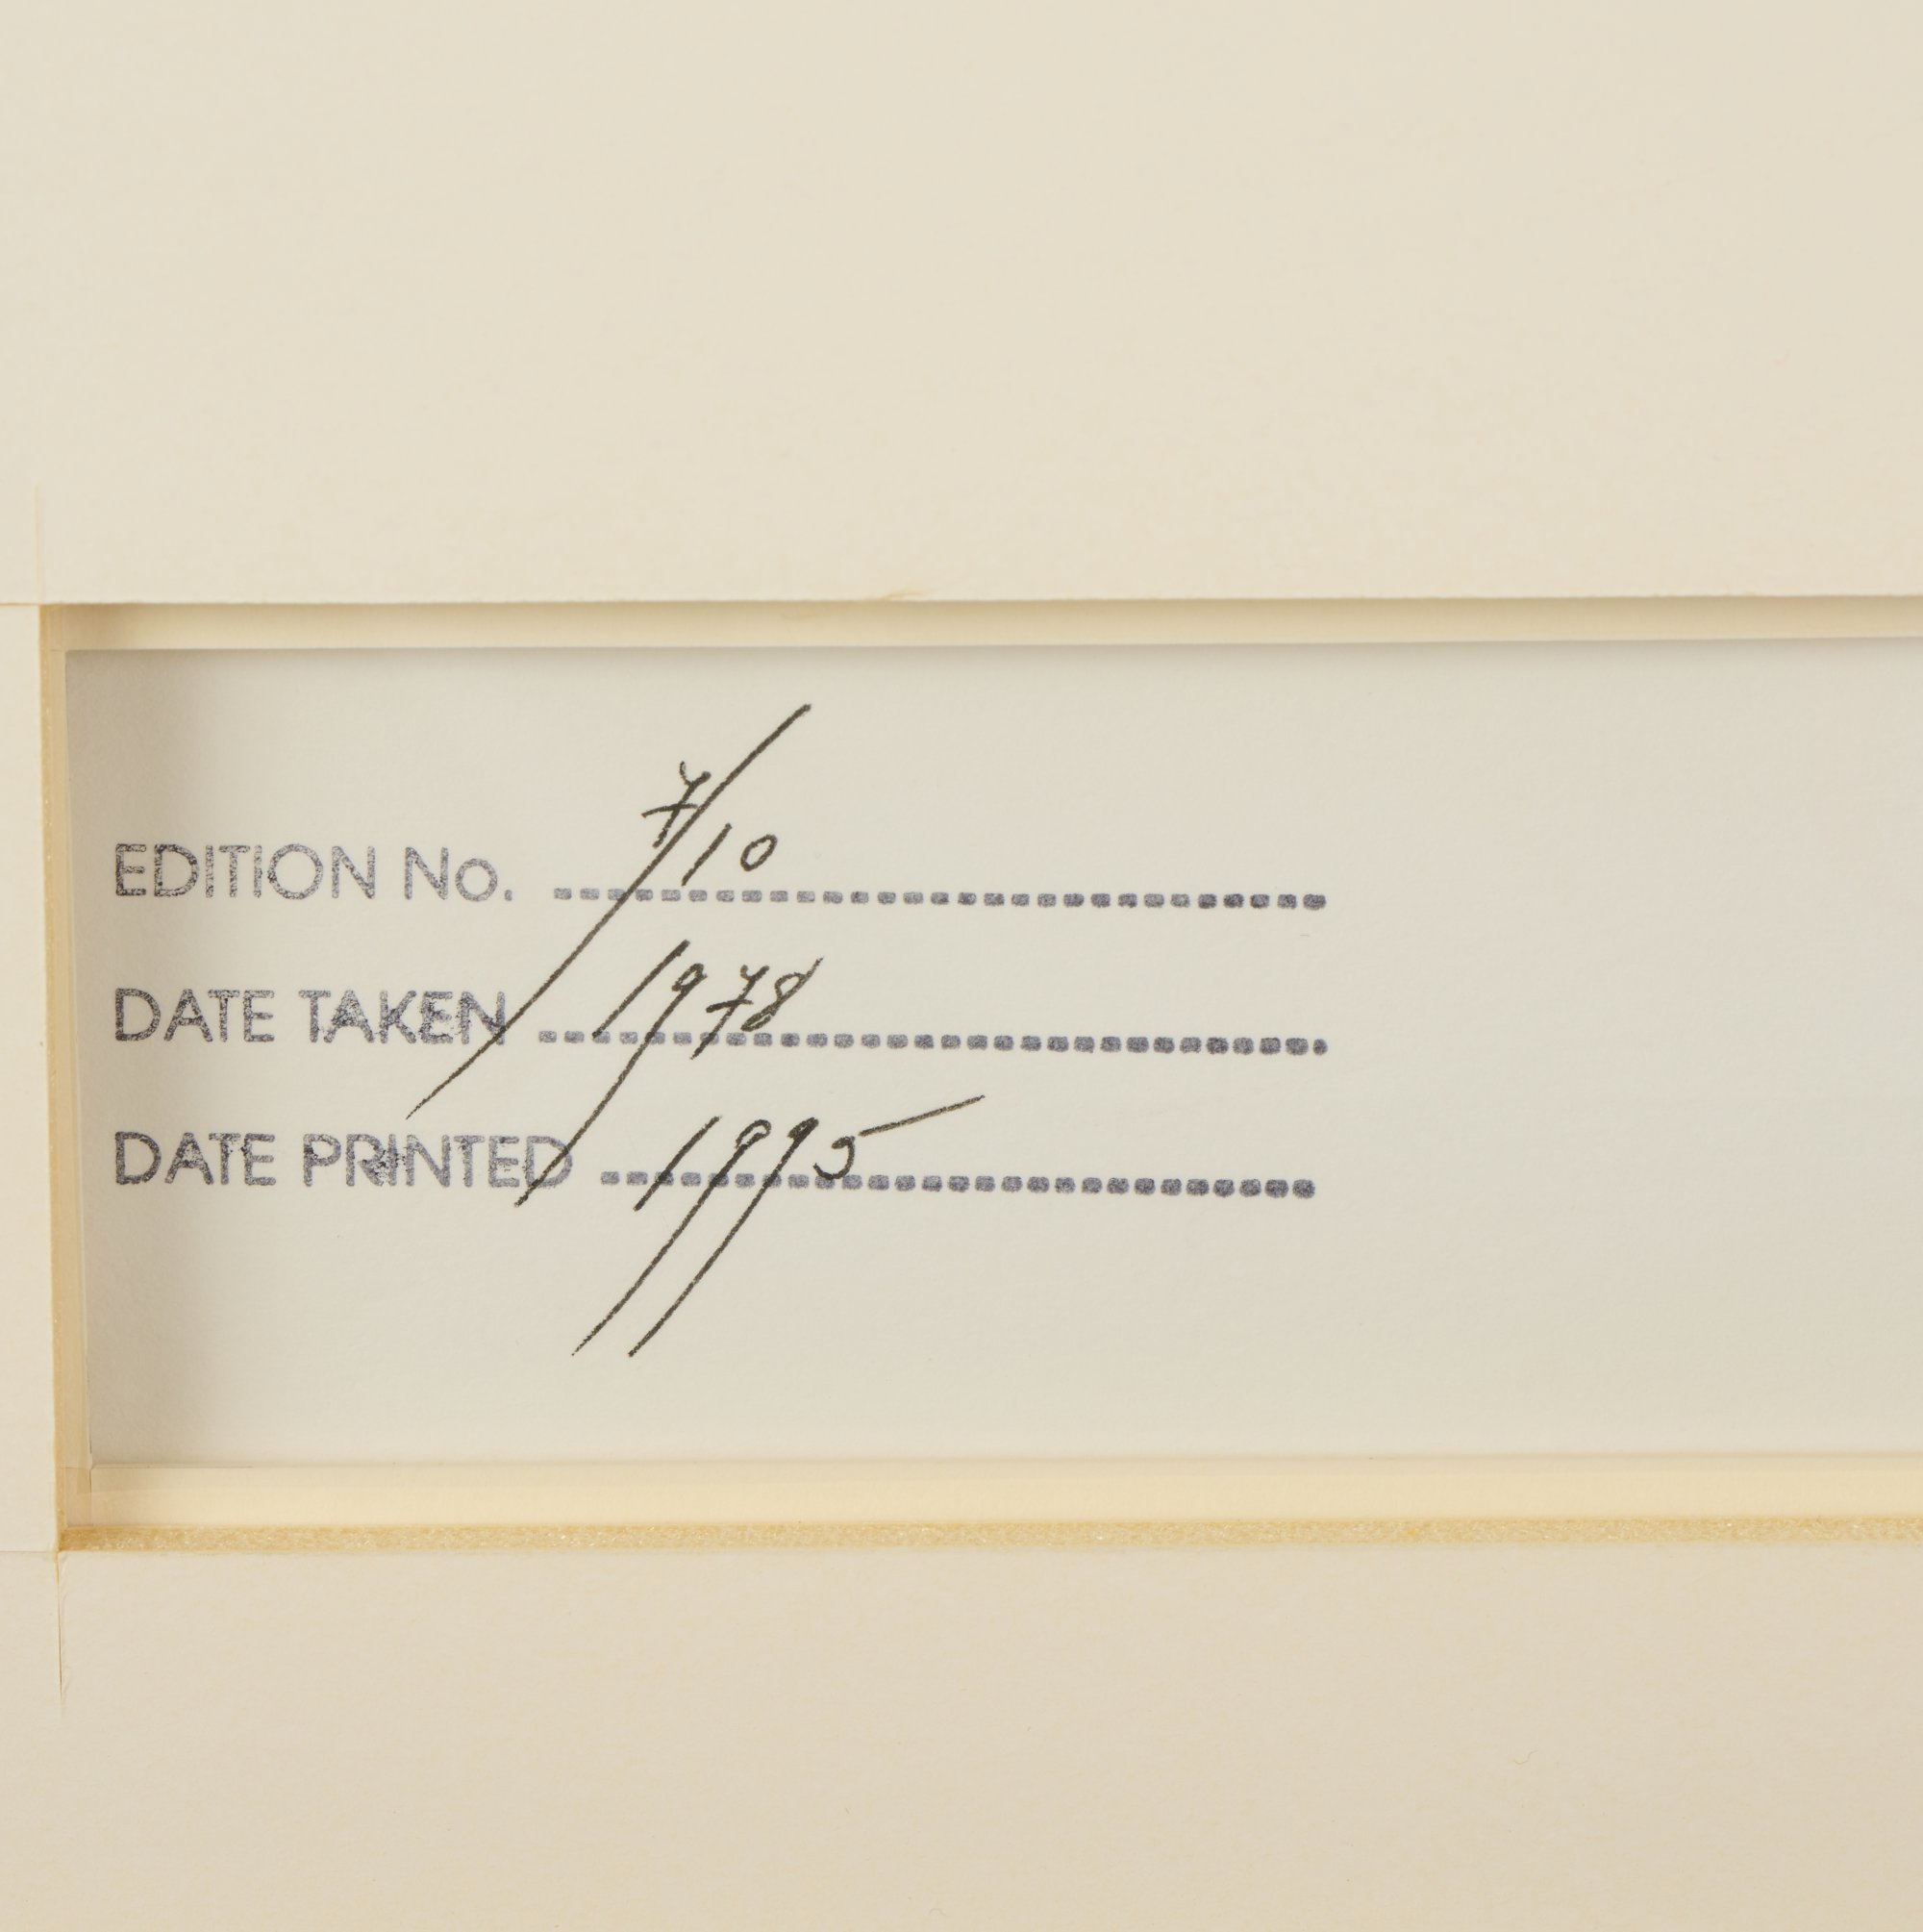 EDITION No. 7/10
DATE TAKEN 1978
DATE PRINTED 1995